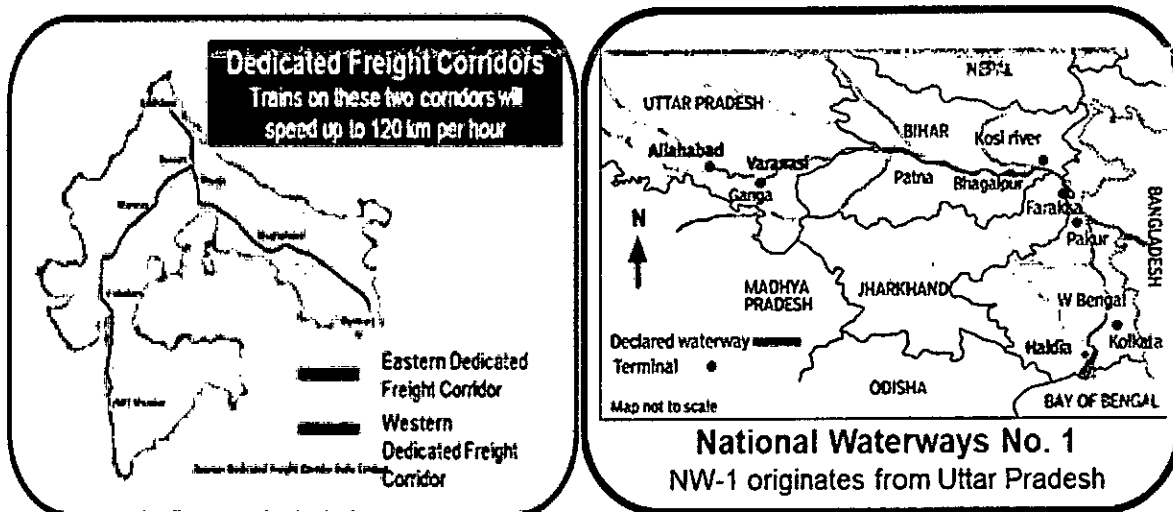 Dedicated Freight Corridors
Trains on these two corridors will
speed up to 120 km per hour
Eastern Dedicated
Freight Corridor
Western
Dedicated Freight
Corridor
NEPAL
UTTAR PRADESH
BIHAR
Kosi river
Allahabad
Varanasi
Ganga
Patna
Bhagalpur
Farakka
Pakur
BANGLADESH
N
MADHYA
PRADESH
JHARKHAND
W Bengal
Declared waterway
Haldia
Kolkata
Terminal
ODISHA
Map not to scale
BAY OF BENGAL
National Waterways No. 1
NW-1 originates from Uttar Pradesh